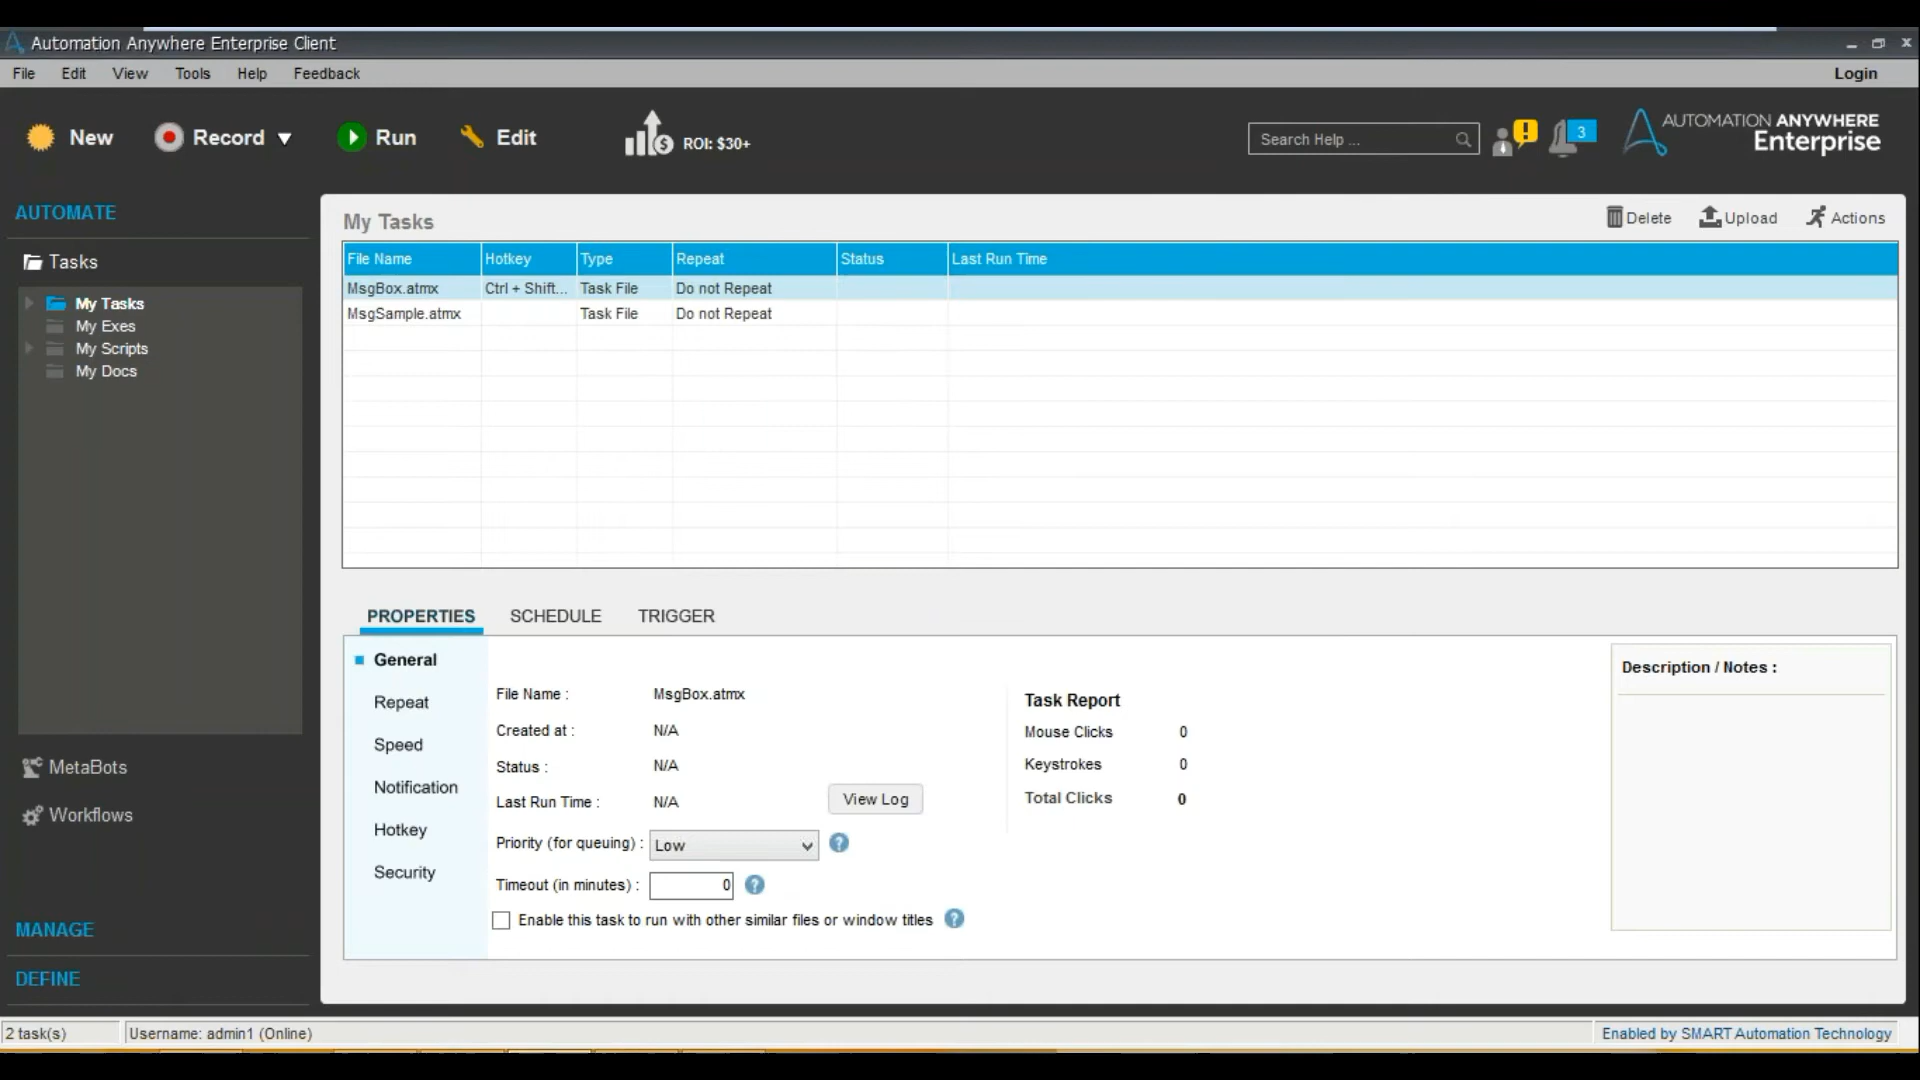 Automation Anywhere Enterprise Client
File Edit View Tools Help Feedback Login
New Record Run Edit ROI: $30+ Search Help ... 3 AUTOMATION ANYWHERE
Enterprise
AUTOMATE
Tasks
My Tasks
My Exes
My Scripts
My Docs
MetaBots
Workflows
MANAGE
DEFINE
My Tasks Delete Upload Actions
File Name Hotkey Type Repeat Status Last Run Time
MsgBox.atmx Ctrl + Shift... Task File Do not Repeat
MsgSample.atmx Task File Do not Repeat
PROPERTIES SCHEDULE TRIGGER
General
Repeat
Speed
Notification
Hotkey
Security
File Name : MsgBox.atmx
Created at : N/A
Status : N/A
Last Run Time : N/A View Log
Priority (for queuing) : Low ?
Timeout (in minutes) : 0 ?
Enable this task to run with other similar files or window titles ?
Task Report
Mouse Clicks 0
Keystrokes 0
Total Clicks 0
Description / Notes :
2 task(s) Username: admin1 (Online) Enabled by SMART Automation Technology